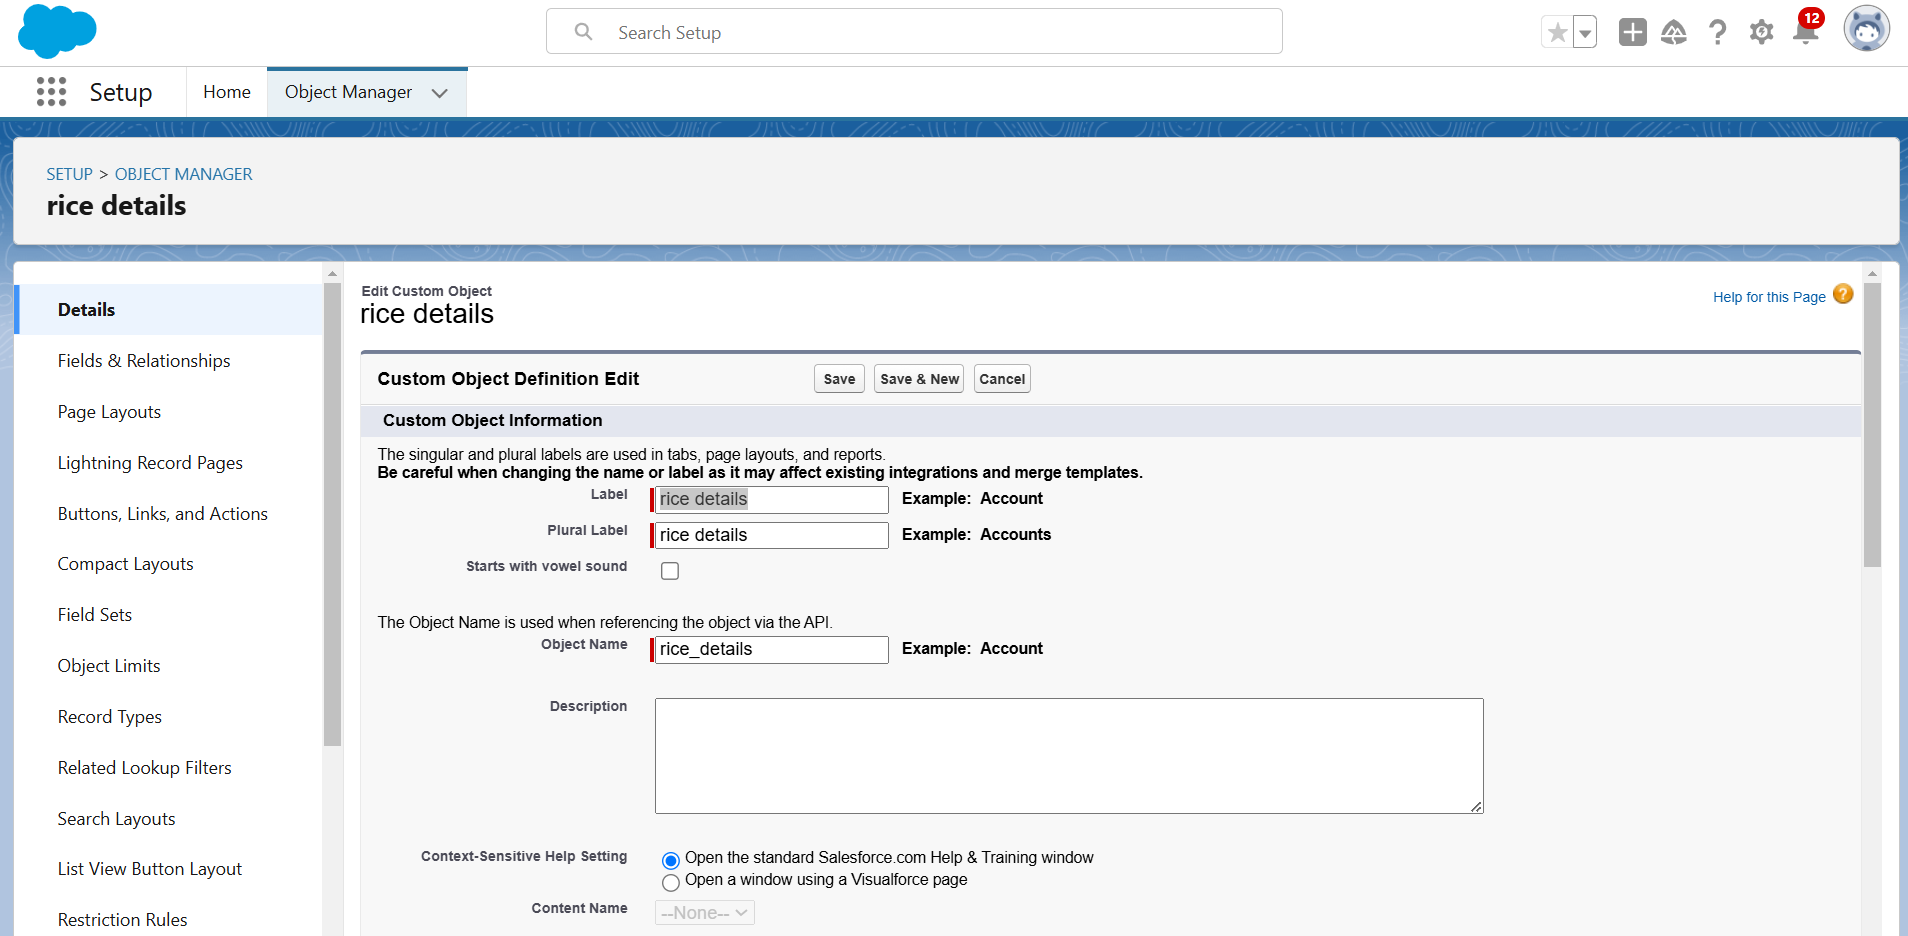 Search Setup
12
Setup
Home
Object Manager
SETUP > OBJECT MANAGER
rice details
Details
Fields & Relationships
Page Layouts
Lightning Record Pages
Buttons, Links, and Actions
Compact Layouts
Field Sets
Object Limits
Record Types
Related Lookup Filters
Search Layouts
List View Button Layout
Restriction Rules
Edit Custom Object
rice details
Help for this Page ?
Custom Object Definition Edit
Save
Save & New
Cancel
Custom Object Information
The singular and plural labels are used in tabs, page layouts, and reports.
Be careful when changing the name or label as it may affect existing integrations and merge templates.
Label rice details Example: Account
Plural Label rice details Example: Accounts
Starts with vowel sound
The Object Name is used when referencing the object via the API.
Object Name rice_details Example: Account
Description
Context-Sensitive Help Setting Open the standard Salesforce.com Help & Training window
Open a window using a Visualforce page
Content Name --None--